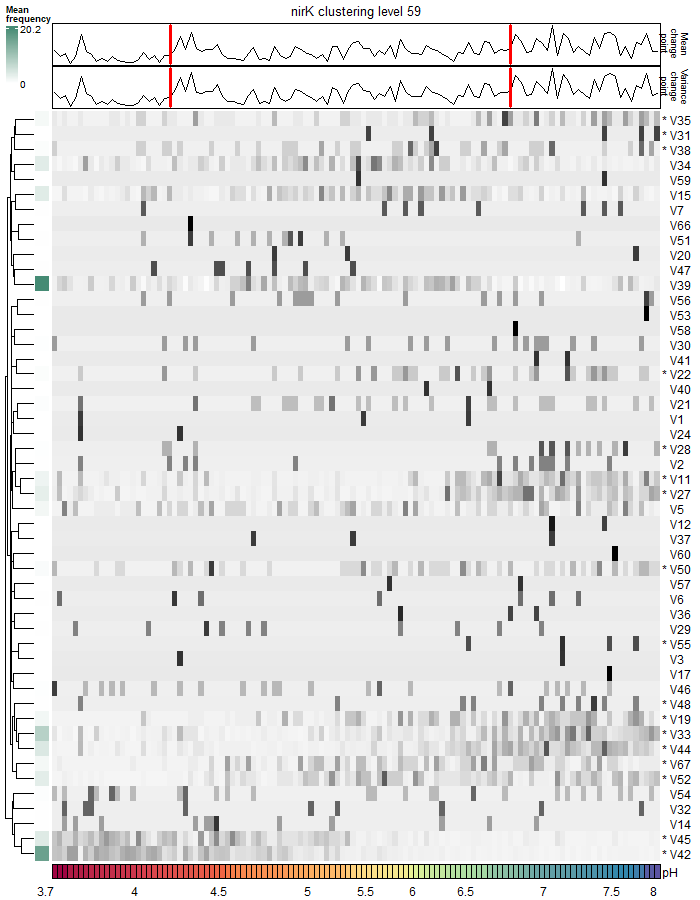 nirK clustering level 59
Mean
frequency
20.2
0
Mean
change
point
Variance
change
point
* V35
* V31
* V38
V34
V59
V15
V7
V66
V51
V20
V47
V39
V56
V53
V58
V30
V41
* V22
V40
V21
V1
V24
* V28
V2
* V11
* V27
V5
V12
V37
V60
* V50
V57
V6
V36
V29
* V55
V3
V17
V46
* V48
* V19
* V33
* V44
* V67
* V52
V54
V32
V14
* V45
* V42
pH
3.7 4 4.5 5 5.5 6 6.5 7 7.5 8